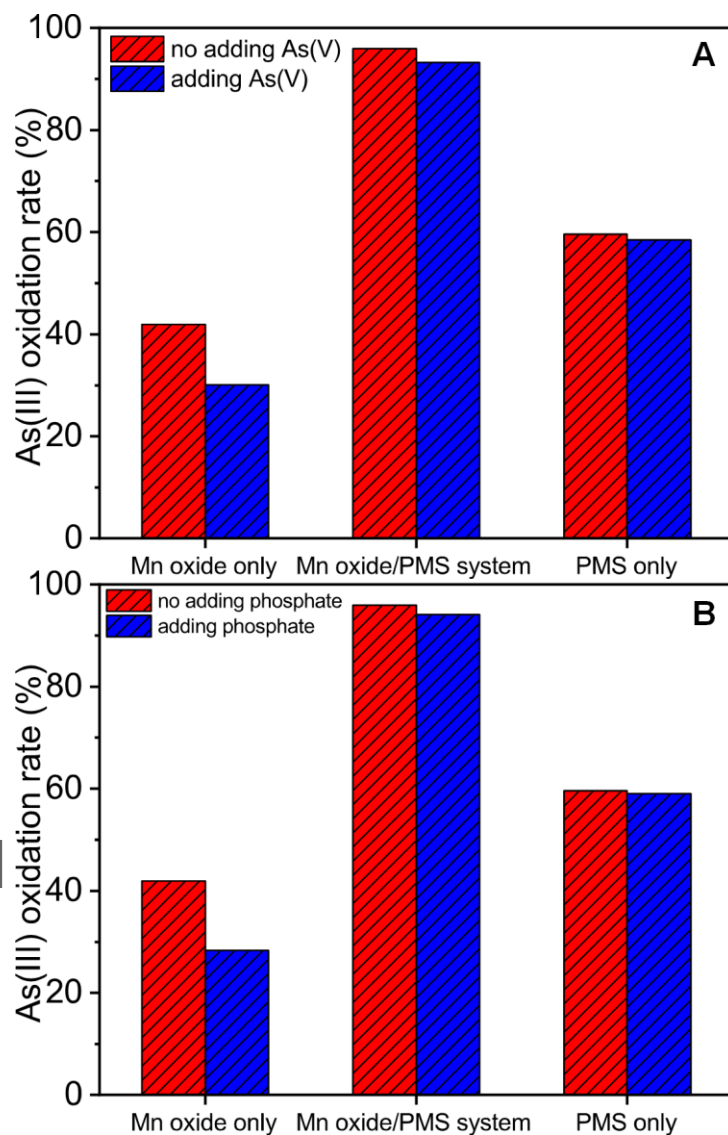 100
80
60
40
20
0
As(III) oxidation rate (%)
no adding As(V)
adding As(V)
A
Mn oxide only
Mn oxide/PMS system
PMS only
100
80
60
40
20
0
As(III) oxidation rate (%)
no adding phosphate
adding phosphate
B
Mn oxide only
Mn oxide/PMS system
PMS only